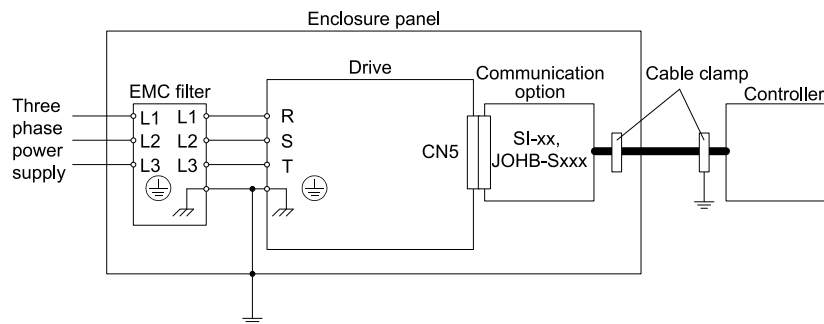 Enclosure panel
Drive
Communication
option
Cable clamp
Controller
EMC filter
Three
phase
power
supply
L1 L1
L2 L2
L3 L3
R
S
T
CN5
SI-xx,
JOHB-Sxxx